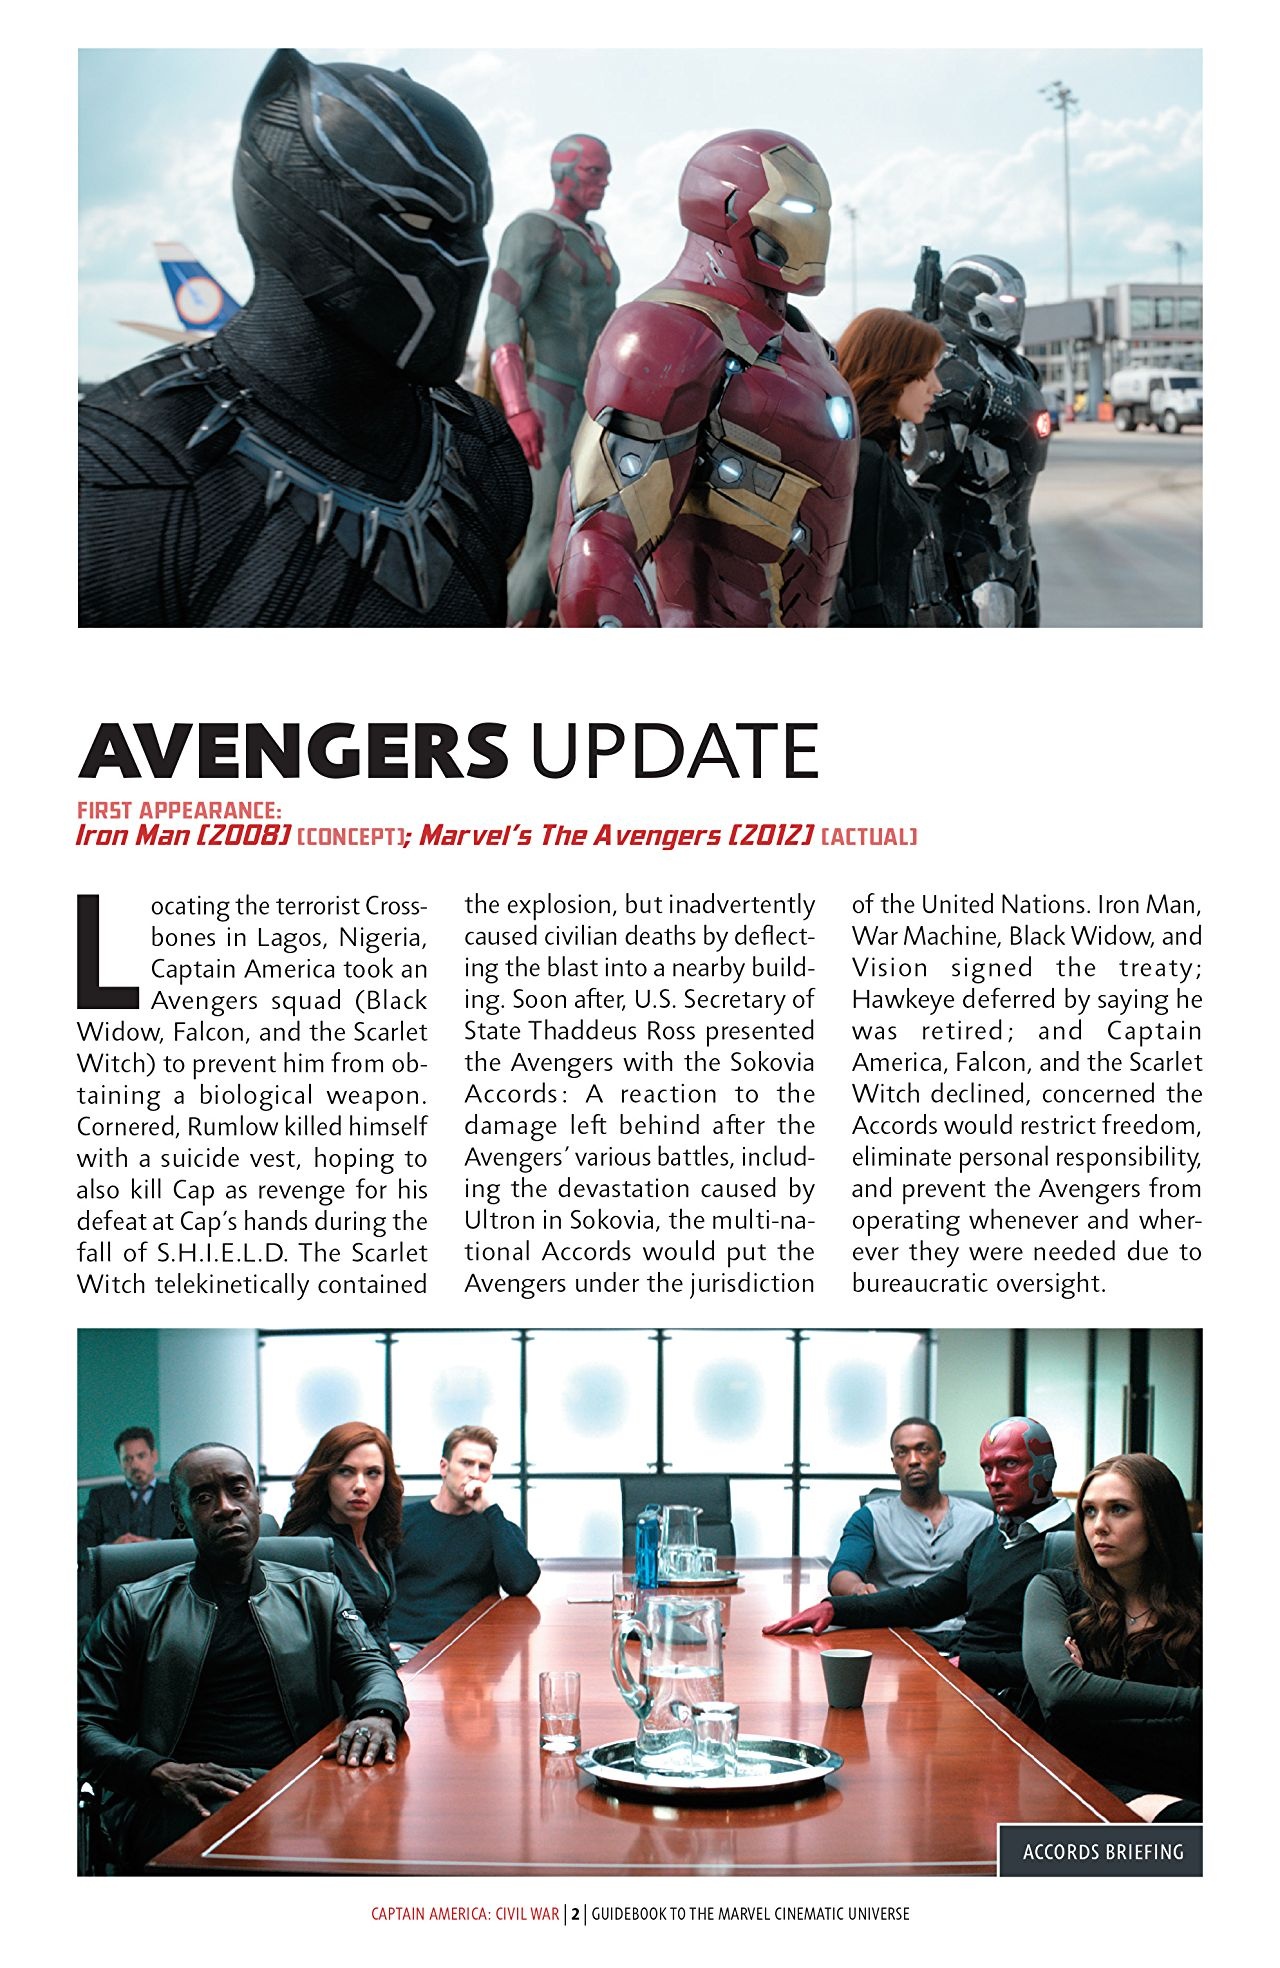 AVENGERS UPDATE
FIRST APPEARANCE:
Iron Man (2008) (CONCEPT); Marvel's The Avengers (2012) (ACTUAL)
Locating the terrorist Cross-
bones in Lagos, Nigeria,
Captain America took an
Avengers squad (Black
Widow, Falcon, and the Scarlet
Witch) to prevent him from ob-
taining a biological weapon.
Cornered, Rumlow killed himself
with a suicide vest, hoping to
also kill Cap as revenge for his
defeat at Cap's hands during the
fall of S.H.I.E.L.D. The Scarlet
Witch telekinetically contained
the explosion, but inadvertently
caused civilian deaths by deflect-
ing the blast into a nearby build-
ing. Soon after, U.S. Secretary of
State Thaddeus Ross presented
the Avengers with the Sokovia
Accords: A reaction to the
damage left behind after the
Avengers' various battles, includ-
ing the devastation caused by
Ultron in Sokovia, the multi-na-
tional Accords would put the
Avengers under the jurisdiction
of the United Nations. Iron Man,
War Machine, Black Widow, and
Vision signed the treaty;
Hawkeye deferred by saying he
was retired; and Captain
America, Falcon, and the Scarlet
Witch declined, concerned the
Accords would restrict freedom,
eliminate personal responsibility,
and prevent the Avengers from
operating whenever and wher-
ever they were needed due to
bureaucratic oversight.
ACCORDS BRIEFING
CAPTAIN AMERICA: CIVIL WAR | 2 | GUIDEBOOK TO THE MARVEL CINEMATIC UNIVERSE